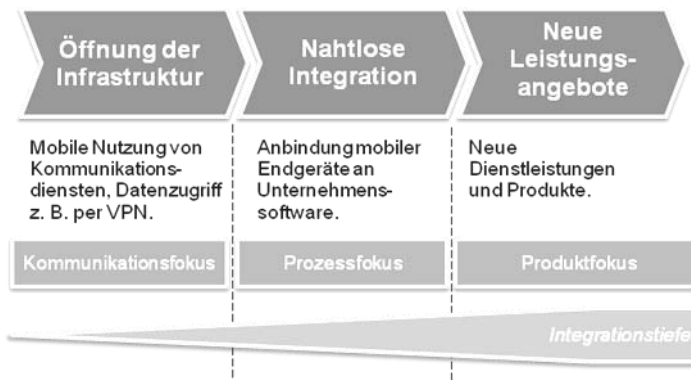 Öffnung der
Infrastruktur
Nahtlose
Integration
Neue
Leistungs-
angebote
Mobile Nutzung von
Kommunikations-
diensten, Datenzugriff
z. B. per VPN.
Anbindung mobiler
Endgeräte an
Unternehmens-
software.
Neue
Dienstleistungen
und Produkte.
Kommunikationsfokus
Prozessfokus
Produktfokus
Integrationstiefe